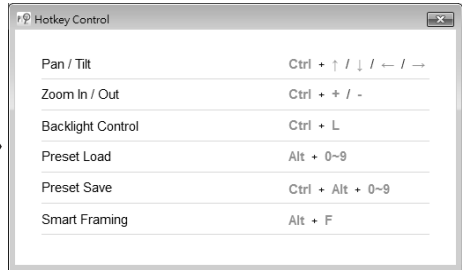 Hotkey Control
Pan / Tilt Ctrl + ↑ / ↓ / ← / →
Zoom In / Out Ctrl + + / -
Backlight Control Ctrl + L
Preset Load Alt + 0~9
Preset Save Ctrl + Alt + 0~9
Smart Framing Alt + F